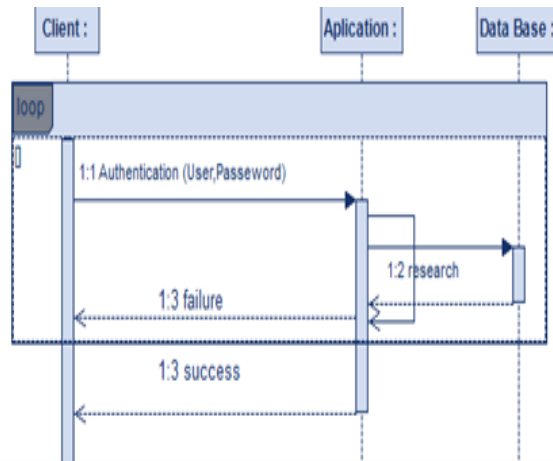 Client :
Aplication :
Data Base :
loop
[]
1:1 Authentication (User,Passeword)
1:2 research
1:3 failure
1:3 success